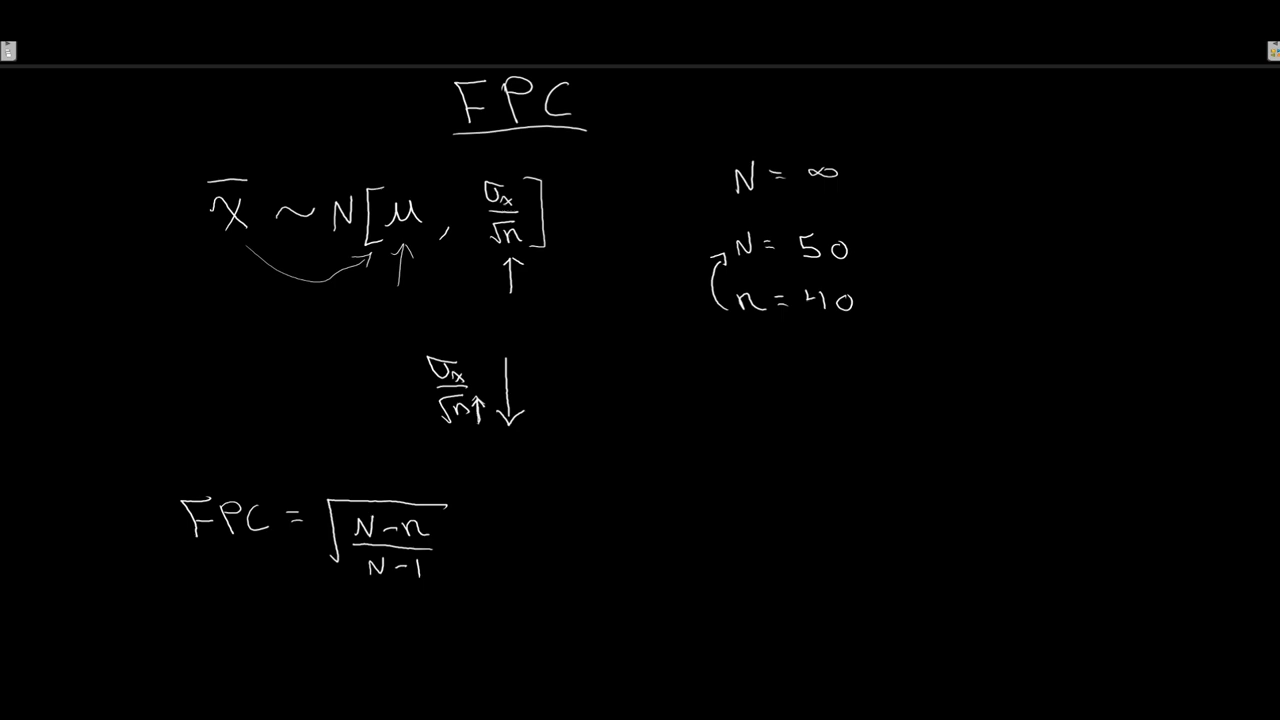 FPC
x̄ ~ N[μ, σₓ/√n]
N = ∞
N = 50
n = 40
σₓ/√n↑ ↓
FPC = √((N-n)/(N-1))